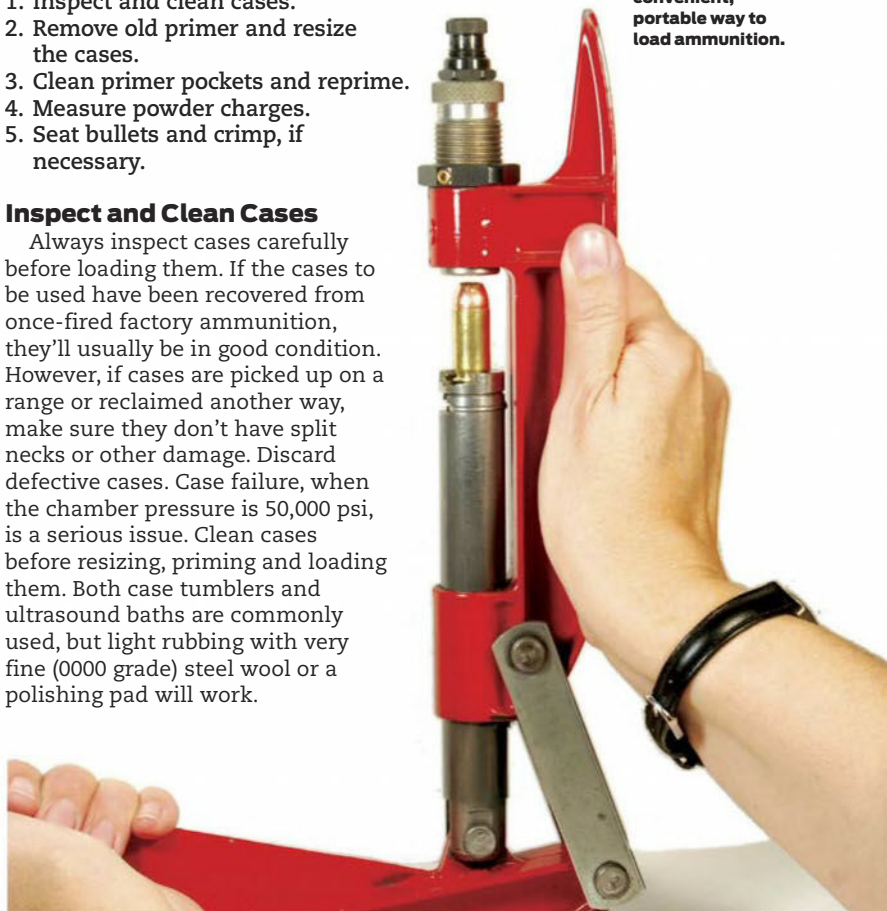 1. Inspect and clean cases.
2. Remove old primer and resize
the cases.
3. Clean primer pockets and reprime.
4. Measure powder charges.
5. Seat bullets and crimp, if
necessary.
convenient,
portable way to
load ammunition.
Inspect and Clean Cases
Always inspect cases carefully
before loading them. If the cases to
be used have been recovered from
once-fired factory ammunition,
they’ll usually be in good condition.
However, if cases are picked up on a
range or reclaimed another way,
make sure they don’t have split
necks or other damage. Discard
defective cases. Case failure, when
the chamber pressure is 50,000 psi,
is a serious issue. Clean cases
before resizing, priming and loading
them. Both case tumblers and
ultrasound baths are commonly
used, but light rubbing with very
fine (0000 grade) steel wool or a
polishing pad will work.